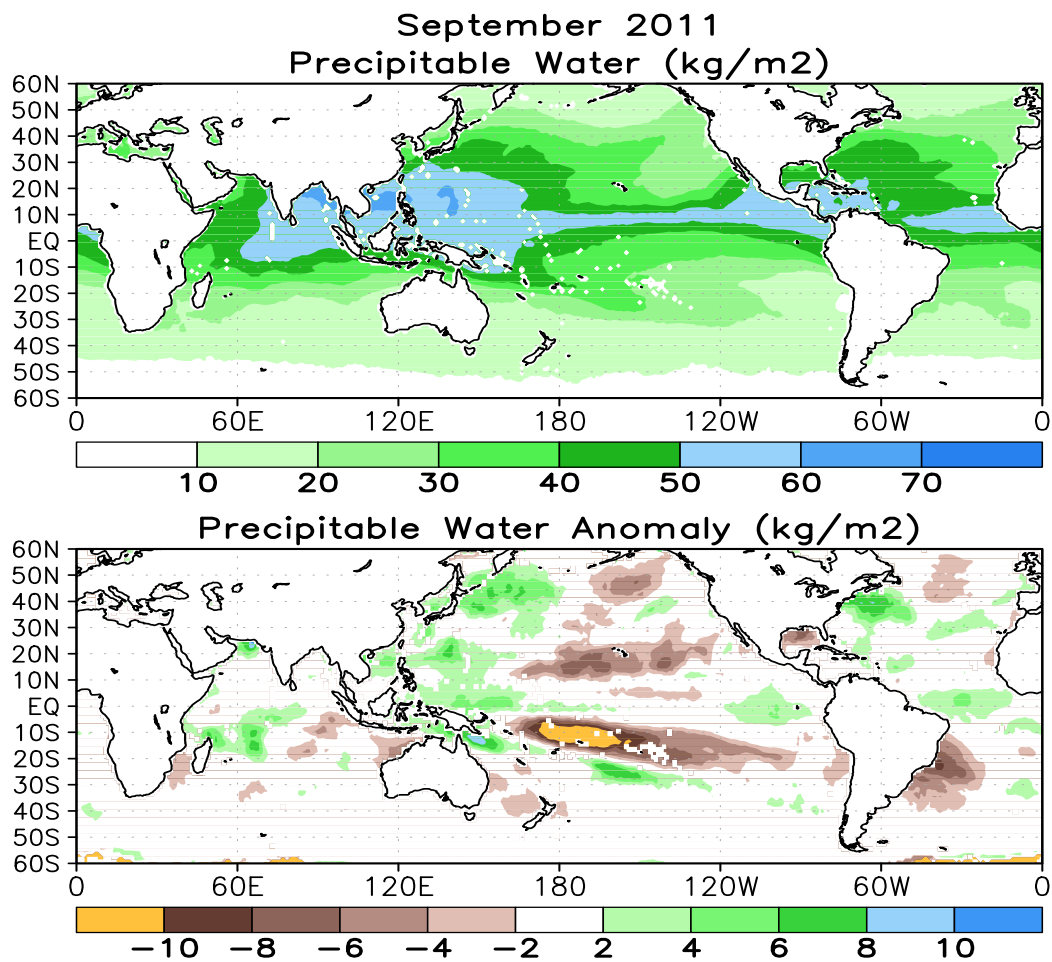 September 2011
Precipitable Water (kg/m2)
60N
50N
40N
30N
20N
10N
EQ
10S
20S
30S
40S
50S
60S
0 60E 120E 180 120W 60W 0
10 20 30 40 50 60 70
Precipitable Water Anomaly (kg/m2)
60N
50N
40N
30N
20N
10N
EQ
10S
20S
30S
40S
50S
60S
0 60E 120E 180 120W 60W 0
−10 −8 −6 −4 −2 2 4 6 8 10